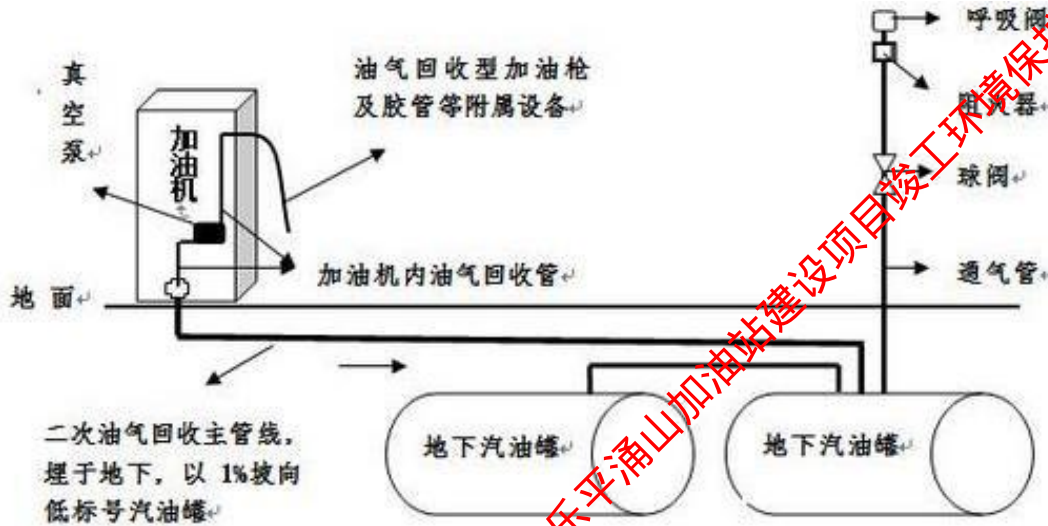 呼吸阀
阻火器
球阀
透气管
真
空
泵
加
油
机
油气回收型加油枪
及胶管等附属设备
加油机内油气回收管
地 面
二次油气回收主管线，
埋于地下，以 1%坡向
低标号汽油罐
地下汽油罐
地下汽油罐
乐平涌山加油站建设项目竣工环境保